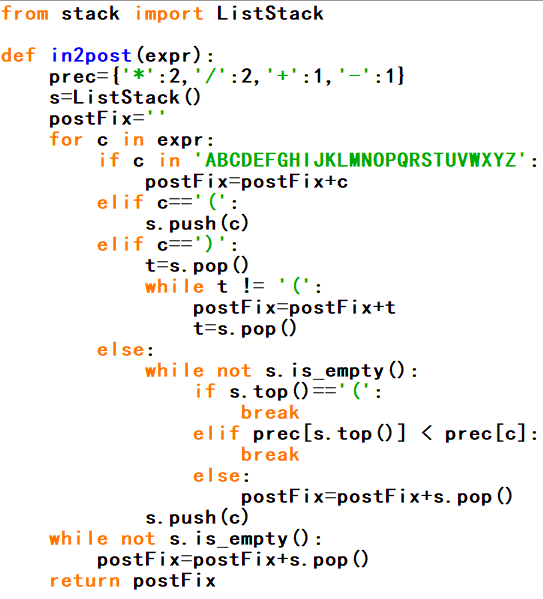 from stack import ListStack

def in2post(expr):
    prec={'*':2,'/':2,'+':1,'-':1}
    s=ListStack()
    postFix=''
    for c in expr:
        if c in 'ABCDEFGHIJKLMNOPQRSTUVWXYZ':
            postFix=postFix+c
        elif c=='(':
            s.push(c)
        elif c==')':
            t=s.pop()
            while t != '(':
                postFix=postFix+t
                t=s.pop()
        else:
            while not s.is_empty():
                if s.top()=='(':
                    break
                elif prec[s.top()] < prec[c]:
                    break
                else:
                    postFix=postFix+s.pop()
            s.push(c)
    while not s.is_empty():
        postFix=postFix+s.pop()
    return postFix